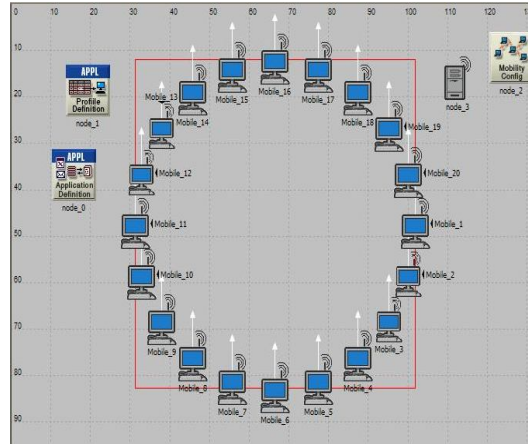 0 10 20 30 40 50 60 70 80 90 100 110 120
10
20
30
40
50
60
70
80
90
APPL
Profile
Definition
node_1
APPL
Application
Definition
node_0
Mobility
Config
node_2
node_3
Mobile_16
Mobile_15
Mobile_17
Mobile_13
Mobile_14
Mobile_18
Mobile_19
Mobile_12
Mobile_20
Mobile_11
Mobile_1
Mobile_10
Mobile_2
Mobile_9
Mobile_3
Mobile_8
Mobile_4
Mobile_7
Mobile_6
Mobile_5